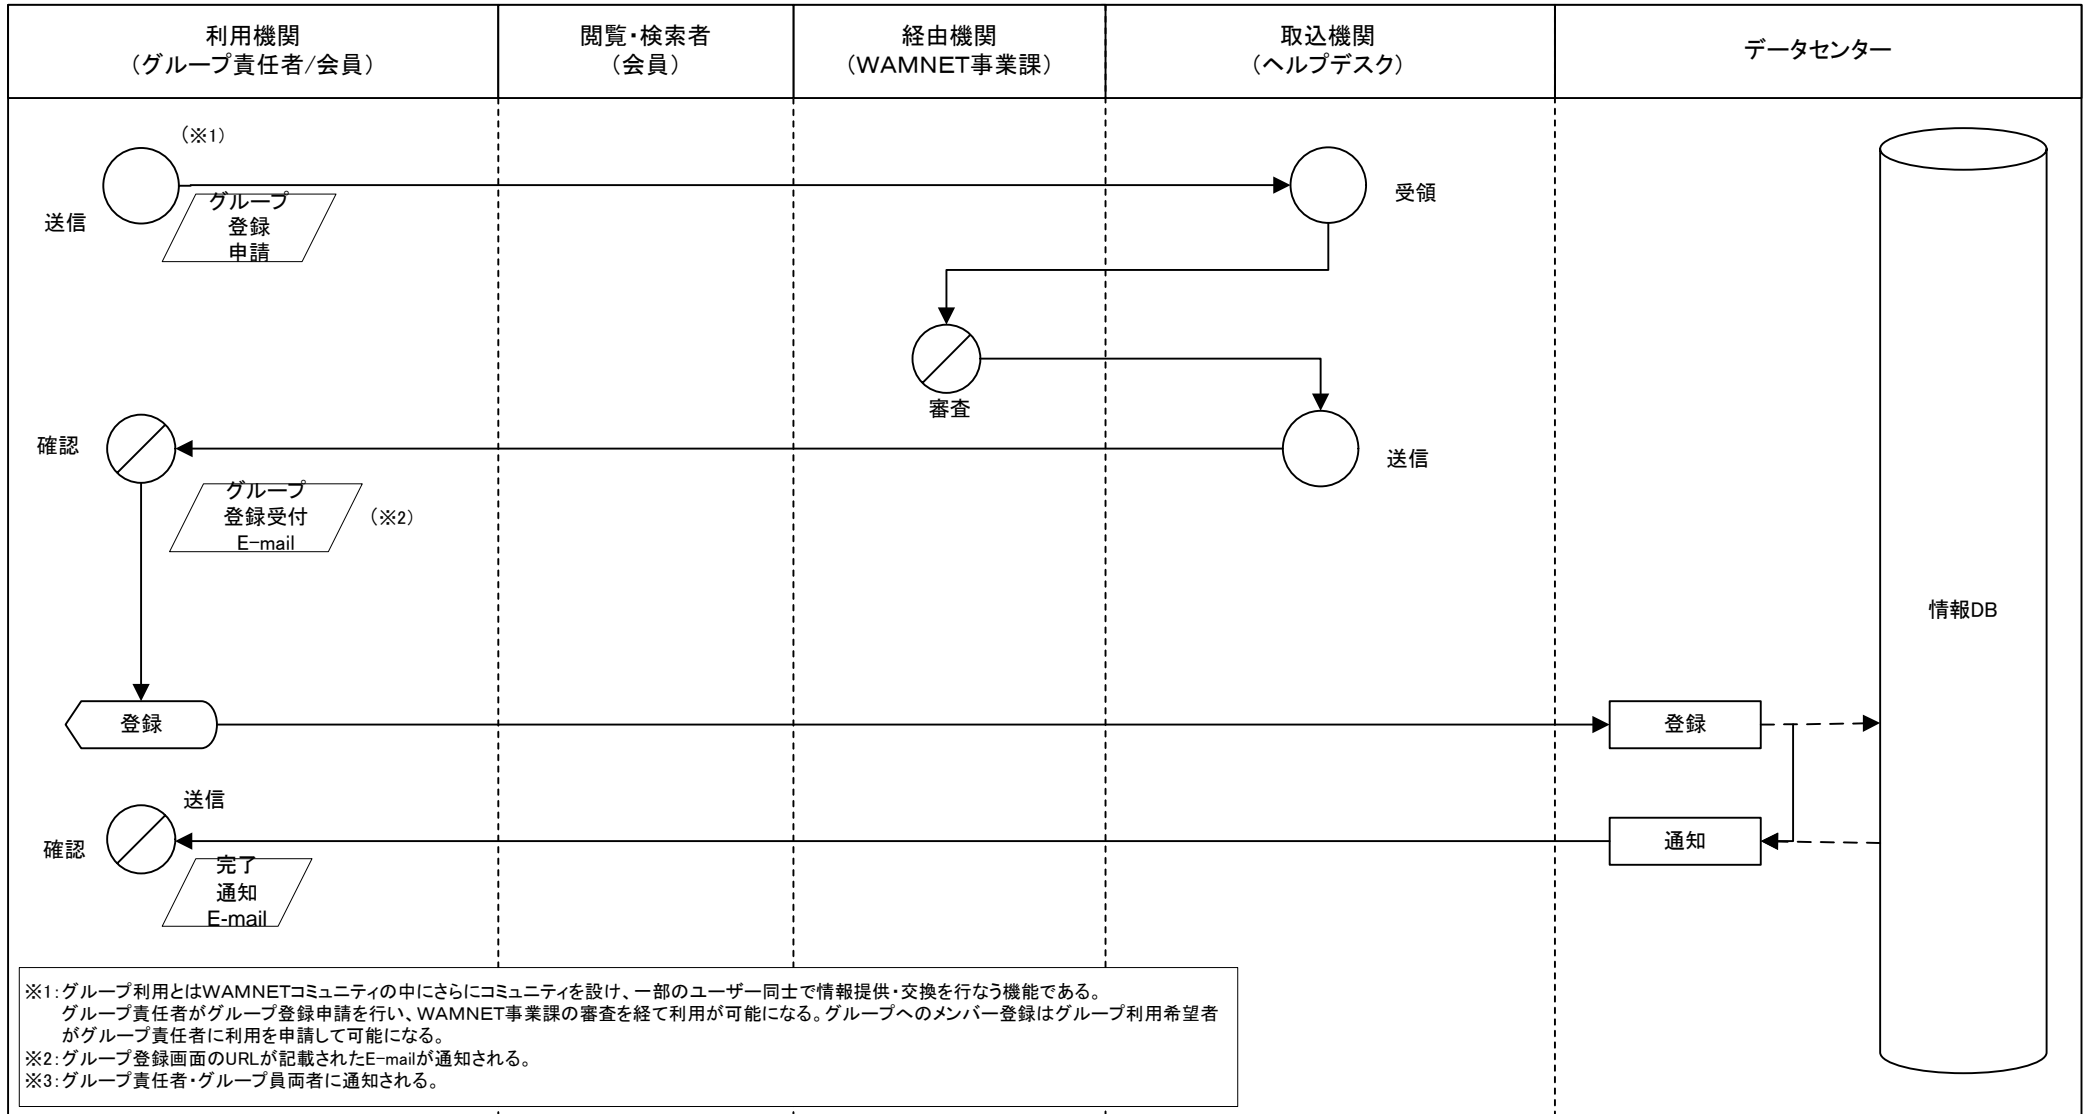 利用機関
（グループ責任者/会員）
閲覧・検索者
（会員）
経由機関
（WAMNET事業課）
取込機関
（ヘルプデスク）
データセンター
（※1）
送信
グループ
登録
申請
受領
審査
確認
送信
グループ
登録受付
E-mail
（※2）
情報DB
登録
登録
送信
確認
通知
完了
通知
E-mail
※1：グループ利用とはWAMNETコミュニティの中にさらにコミュニティを設け、一部のユーザー同士で情報提供・交換を行なう機能である。
グループ責任者がグループ登録申請を行い、WAMNET事業課の審査を経て利用が可能になる。グループへのメンバー登録はグループ利用希望者
がグループ責任者に利用を申請して可能になる。
※2：グループ登録画面のURLが記載されたE-mailが通知される。
※3：グループ責任者・グループ員両者に通知される。